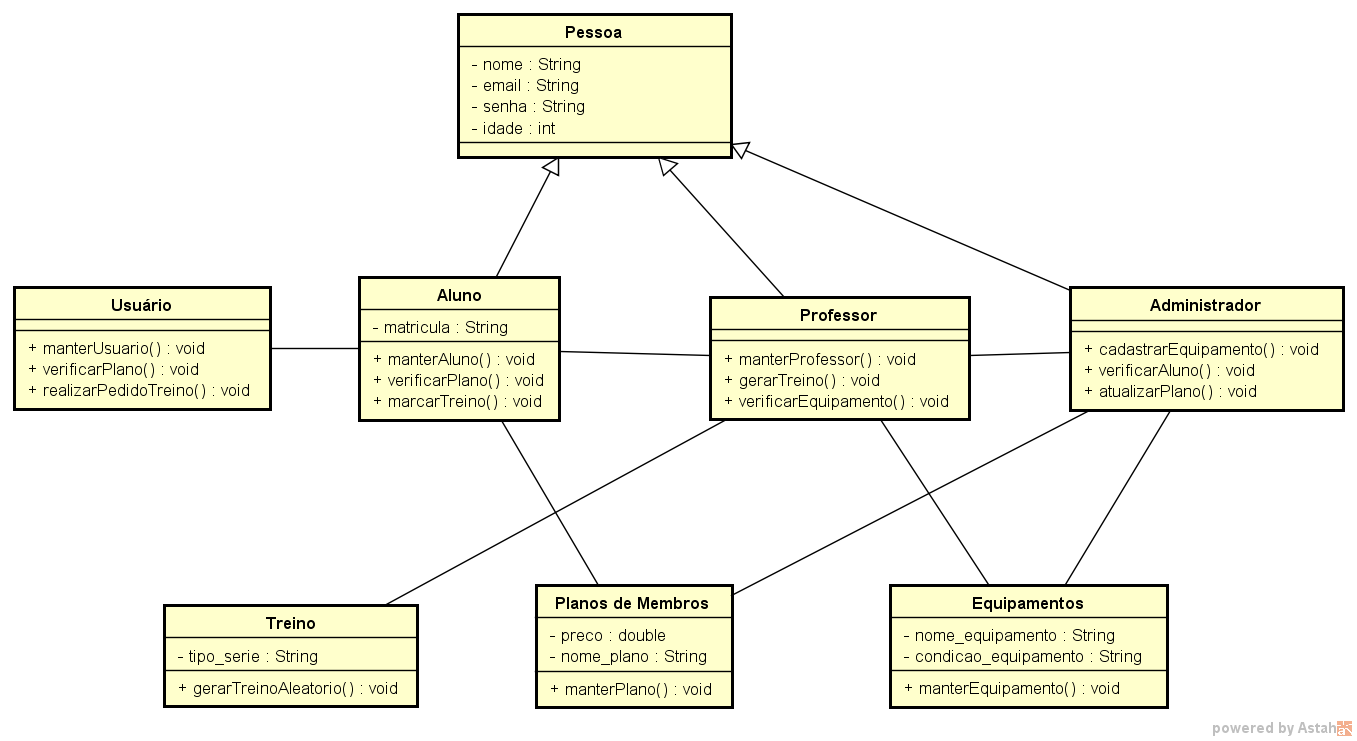 Pessoa
- nome : String
- email : String
- senha : String
- idade : int
Usuário
+ manterUsuario() : void
+ verificarPlano() : void
+ realizarPedidoTreino() : void
Aluno
- matricula : String
+ manterAluno() : void
+ verificarPlano() : void
+ marcarTreino() : void
Professor
+ manterProfessor() : void
+ gerarTreino() : void
+ verificarEquipamento() : void
Administrador
+ cadastrarEquipamento() : void
+ verificarAluno() : void
+ atualizarPlano() : void
Treino
- tipo_serie : String
+ gerarTreinoAleatorio() : void
Planos de Membros
- preco : double
- nome_plano : String
+ manterPlano() : void
Equipamentos
- nome_equipamento : String
- condicao_equipamento : String
+ manterEquipamento() : void
powered by Astah